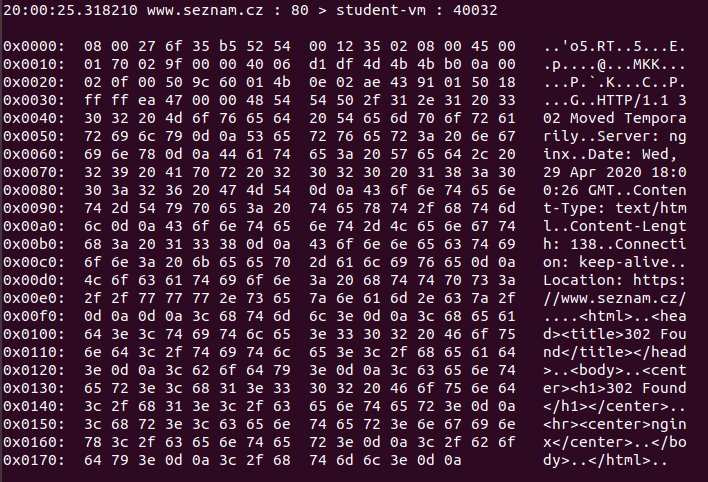 20:00:25.318210 www.seznam.cz : 80 > student-vm : 40032
0x0000: 08 00 27 6f 35 b5 52 54 00 12 35 02 08 00 45 00 ..'o5.RT..5...E.
0x0010: 01 70 02 9f 00 00 40 06 d1 df 4d 4b 4b b0 0a 00 .p....@...MKK...
0x0020: 02 0f 00 50 9c 60 01 4b 0e 02 ae 43 91 01 50 18 ...P.`.K...C..P.
0x0030: ff ff ea 47 00 00 48 54 54 50 2f 31 2e 31 20 33 ...G..HTTP/1.1 3
0x0040: 30 32 20 4d 6f 76 65 64 20 54 65 6d 70 6f 72 61 02 Moved Tempora
0x0050: 72 69 6c 79 0d 0a 53 65 72 76 65 72 3a 20 6e 67 rily..Server: ng
0x0060: 69 6e 78 0d 0a 44 61 74 65 3a 20 57 65 64 2c 20 inx..Date: Wed,
0x0070: 32 39 20 41 70 72 20 32 30 32 30 20 31 38 3a 30 29 Apr 2020 18:0
0x0080: 30 3a 32 36 20 47 4d 54 0d 0a 43 6f 6e 74 65 6e 0:26 GMT..Conten
0x0090: 74 2d 54 79 70 65 3a 20 74 65 78 74 2f 68 74 6d t-Type: text/htm
0x00a0: 6c 0d 0a 43 6f 6e 74 65 6e 74 2d 4c 65 6e 67 74 l..Content-Lengt
0x00b0: 68 3a 20 31 33 38 0d 0a 43 6f 6e 6e 65 63 74 69 h: 138..Connecti
0x00c0: 6f 6e 3a 20 6b 65 65 70 2d 61 6c 69 76 65 0d 0a on: keep-alive..
0x00d0: 4c 6f 63 61 74 69 6f 6e 3a 20 68 74 74 70 73 3a Location: https:
0x00e0: 2f 2f 77 77 77 2e 73 65 7a 6e 61 6d 2e 63 7a 2f //www.seznam.cz/
0x00f0: 0d 0a 0d 0a 3c 68 74 6d 6c 3e 0d 0a 3c 68 65 61 ....<html>..<hea
0x0100: 64 3e 3c 74 69 74 6c 65 3e 33 30 32 20 46 6f 75 d><title>302 Fou
0x0110: 6e 64 3c 2f 74 69 74 6c 65 3e 3c 2f 68 65 61 64 nd</title></head
0x0120: 3e 0d 0a 3c 62 6f 64 79 3e 0d 0a 3c 63 65 6e 74 >..<body>..<cent
0x0130: 65 72 3e 3c 68 31 3e 33 30 32 20 46 6f 75 6e 64 er><h1>302 Found
0x0140: 3c 2f 68 31 3e 3c 2f 63 65 6e 74 65 72 3e 0d 0a </h1></center>..
0x0150: 3c 68 72 3e 3c 63 65 6e 74 65 72 3e 6e 67 69 6e <hr><center>ngin
0x0160: 78 3c 2f 63 65 6e 74 65 72 3e 0d 0a 3c 2f 62 6f x</center>..</bo
0x0170: 64 79 3e 0d 0a 3c 2f 68 74 6d 6c 3e 0d 0a dy>..</html>..